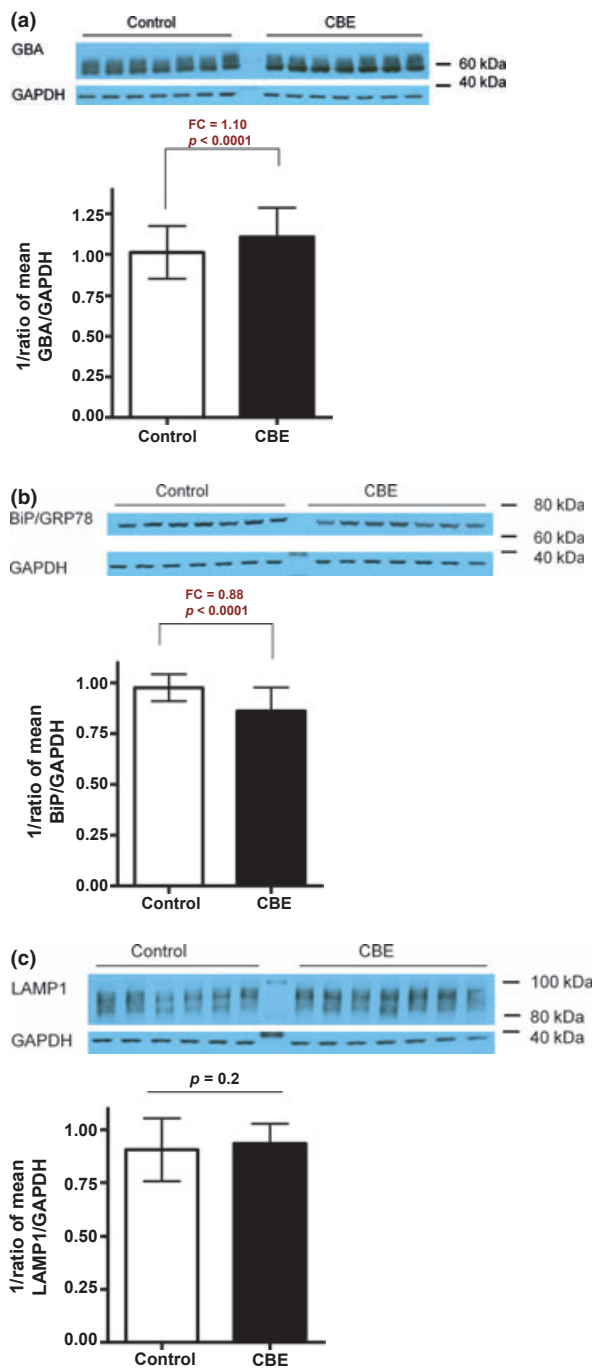 (a)
Control CBE
GBA
60 kDa
40 kDa
GAPDH
FC = 1.10
p < 0.0001
1/ratio of mean
GBA/GAPDH
1.25
1.00
0.75
0.50
0.25
0.00
Control CBE
(b)
Control CBE
80 kDa
BiP/GRP78
60 kDa
40 kDa
GAPDH
FC = 0.88
p < 0.0001
1/ratio of mean
BiP/GAPDH
1.00
0.75
0.50
0.25
0.00
Control CBE
(c)
Control CBE
100 kDa
LAMP1
80 kDa
40 kDa
GAPDH
p = 0.2
1/ratio of mean
LAMP1/GAPDH
1.00
0.75
0.50
0.25
0.00
Control CBE